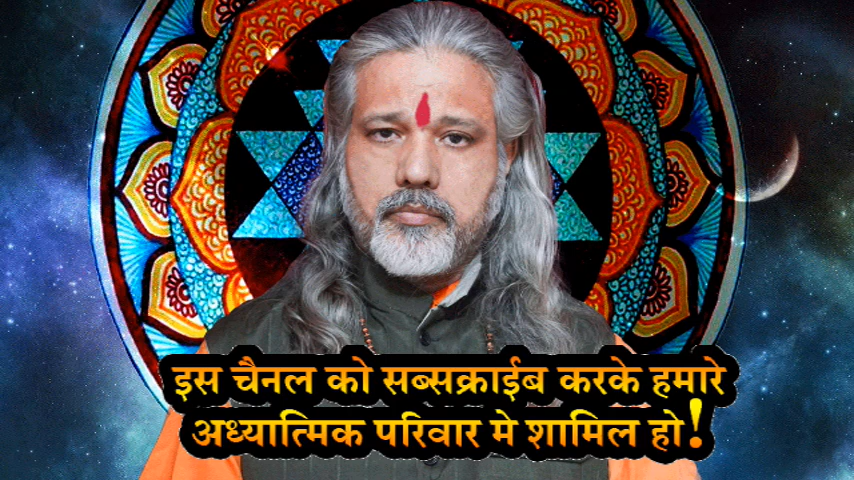 इस चैनल को सब्सक्राईब करके हमारे
अध्यात्मिक परिवार मे शामिल हो!